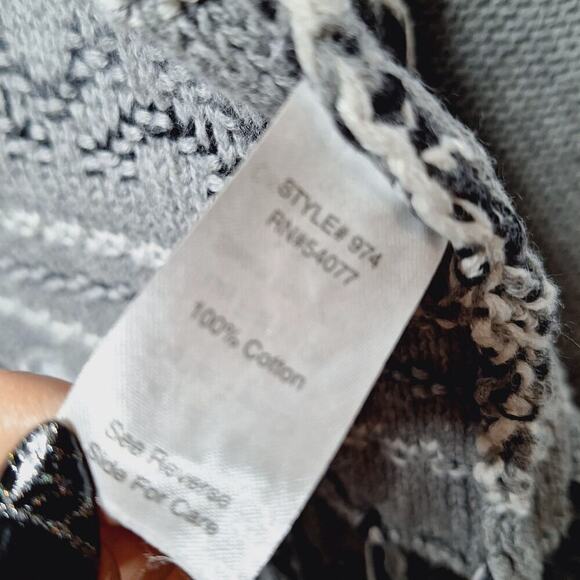 STYLE# 974
RN#54077
100% Cotton
See Reverse
Side For Care